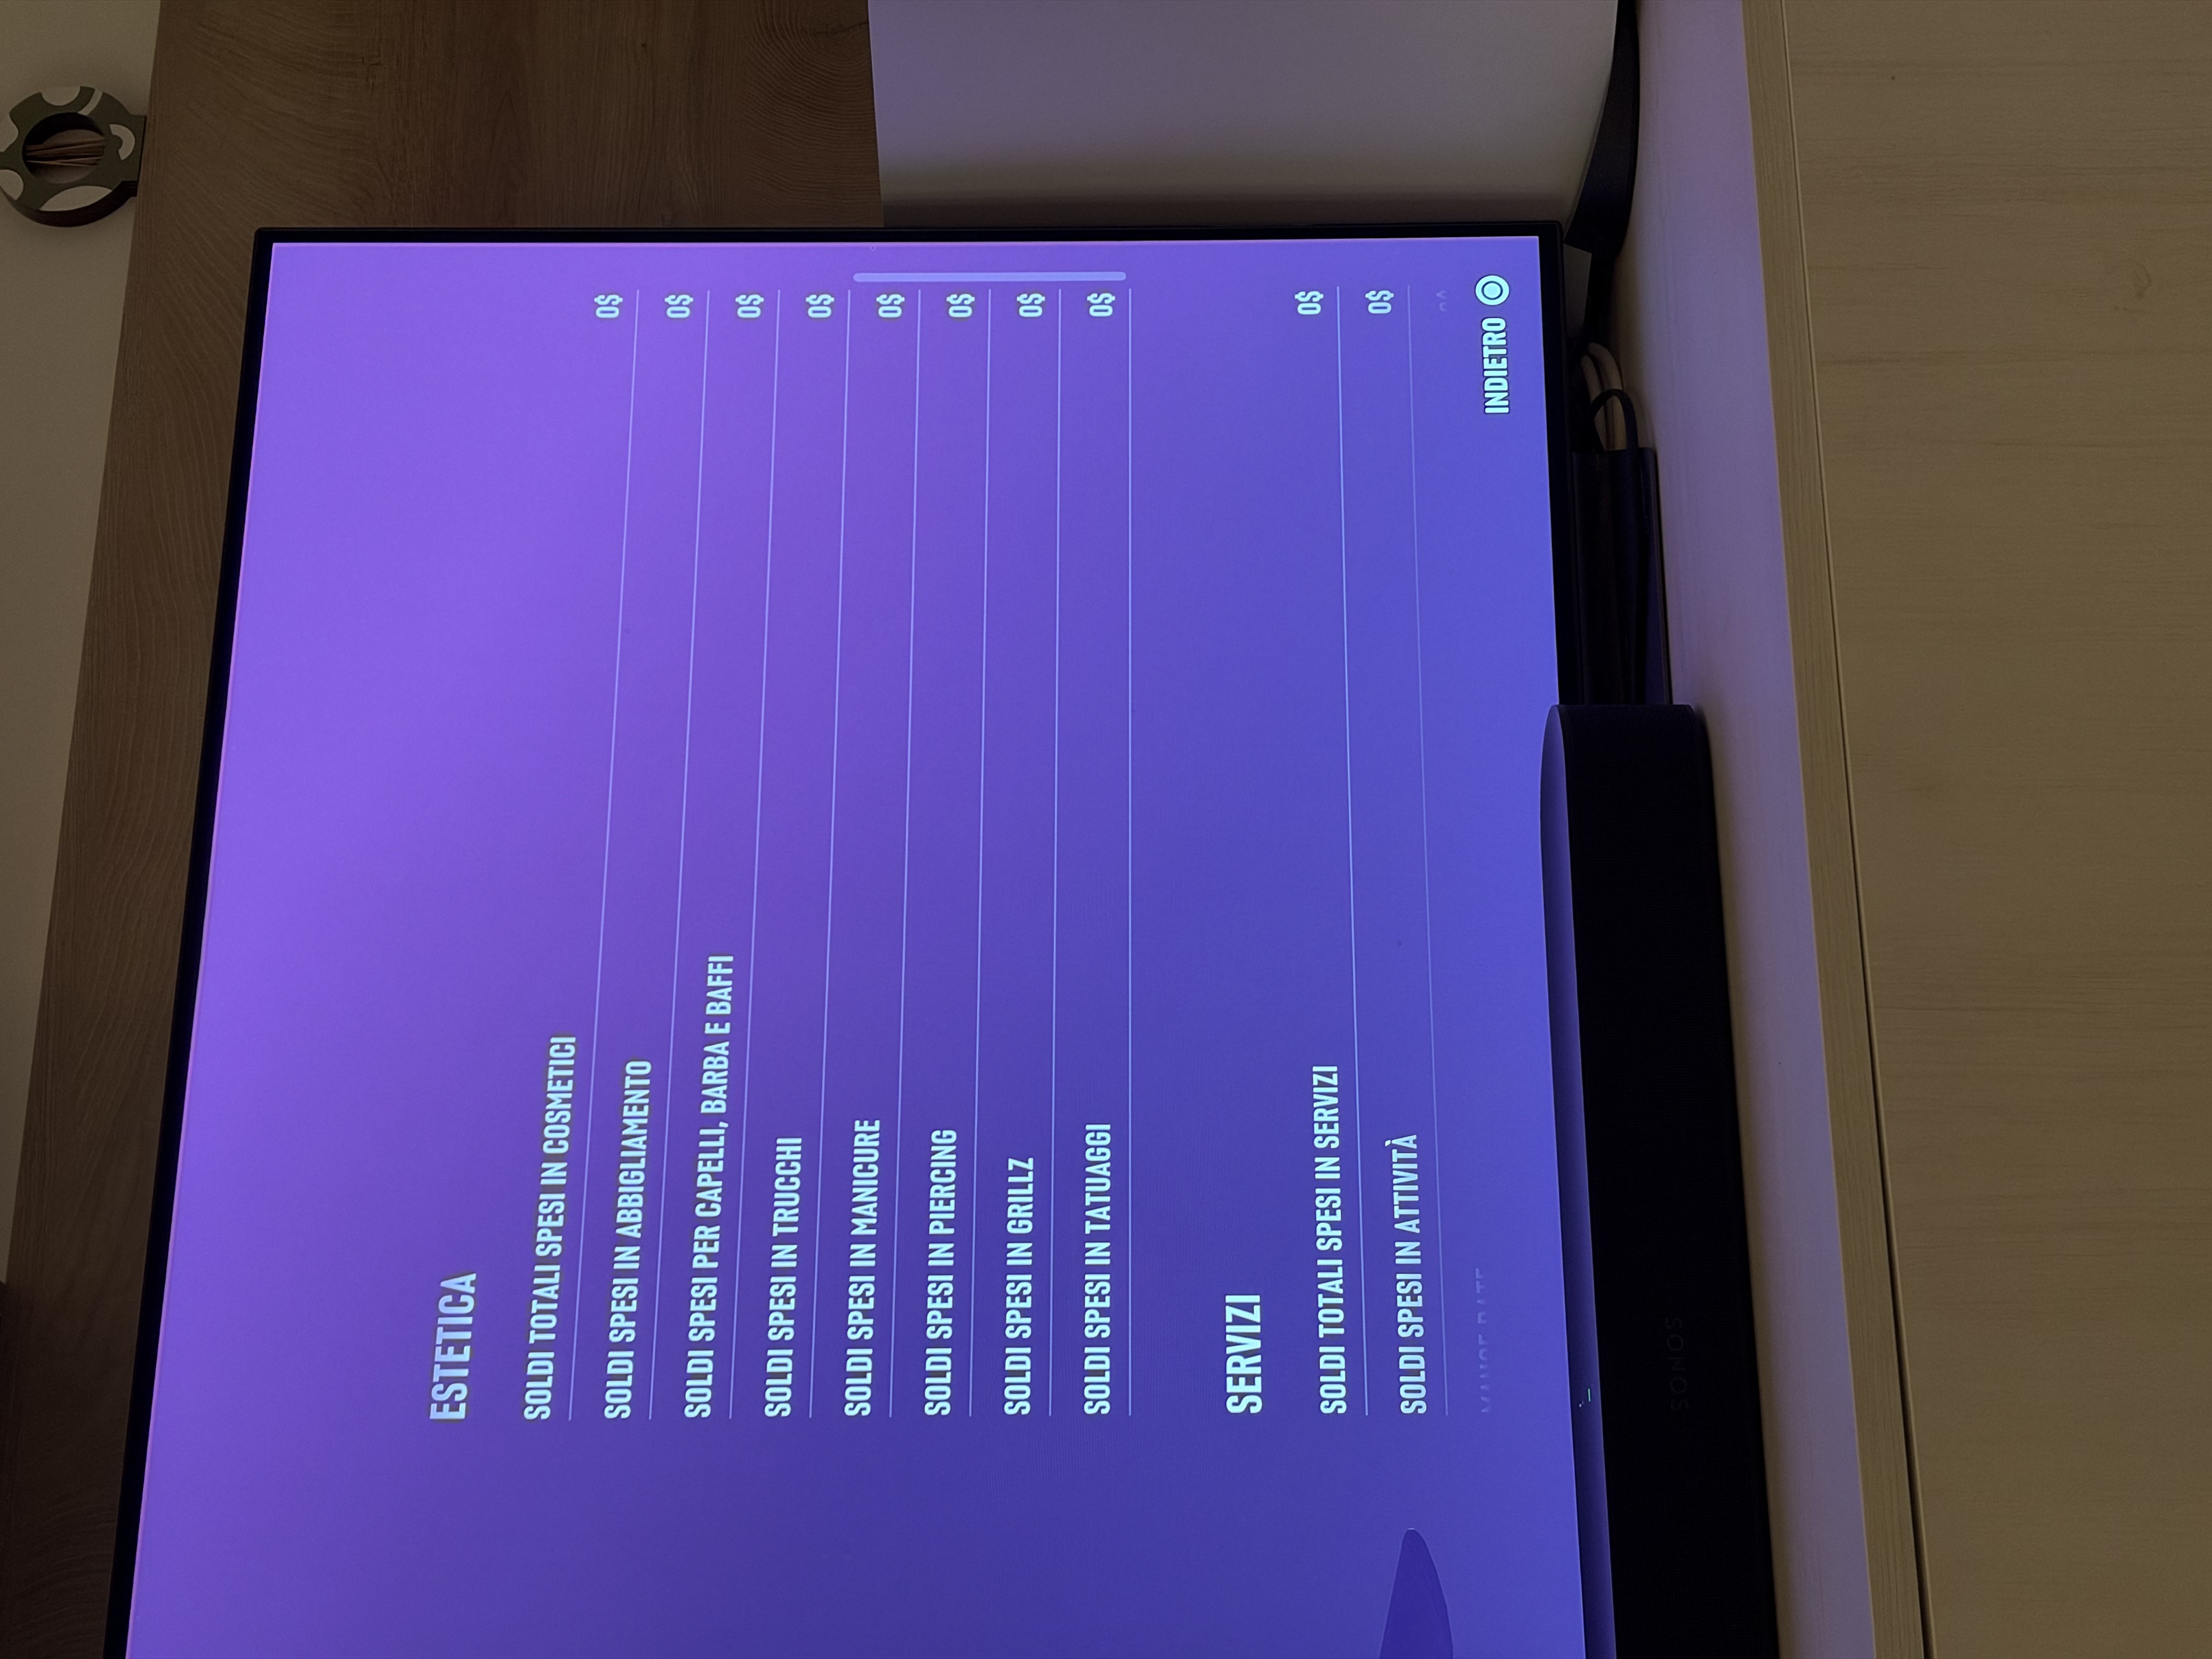 ESTETICA
SOLDI TOTALI SPESI IN COSMETICI 0$
SOLDI SPESI IN ABBIGLIAMENTO 0$
SOLDI SPESI PER CAPELLI, BARBA E BAFFI 0$
SOLDI SPESI IN TRUCCHI 0$
SOLDI SPESI IN MANICURE 0$
SOLDI SPESI IN PIERCING 0$
SOLDI SPESI IN GRILLZ 0$
SOLDI SPESI IN TATUAGGI 0$
SERVIZI
SOLDI TOTALI SPESI IN SERVIZI 0$
SOLDI SPESI IN ATTIVITÀ 0$
INDIETRO
SONOS